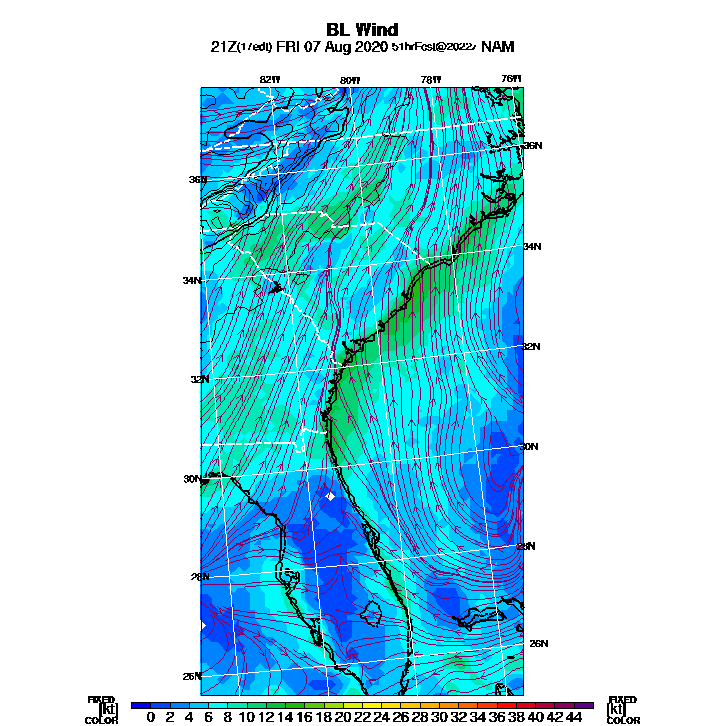 BL Wind
21Z(17edt) FRI 07 Aug 2020 51hrFcst@2022z NAM
82W 80W 78W 76W
36N
36N
34N
34N
32N
32N
30N
30N
28N
28N
26N
26N
FIXED FIXED
[kt] 0 2 4 6 8 10 12 14 16 18 20 22 24 26 28 30 32 34 36 38 40 42 44 [kt]
COLOR COLOR